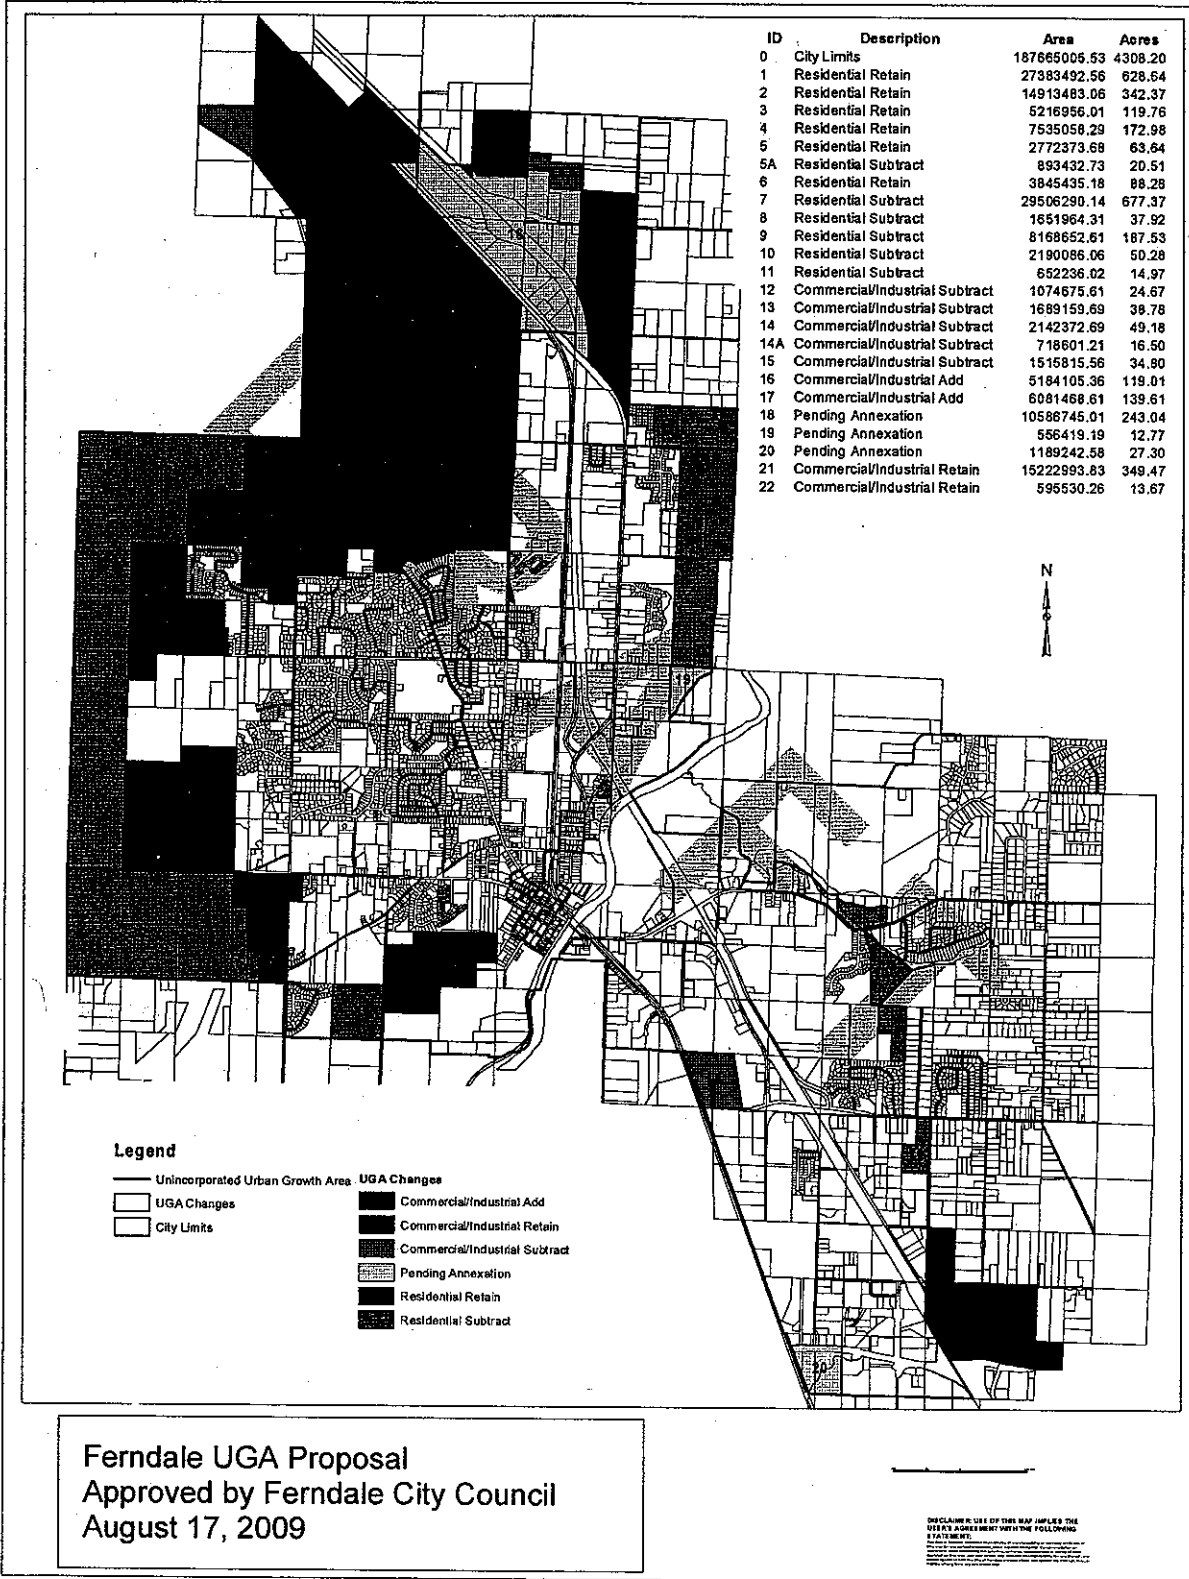 ID Description Area Acres
0 City Limits 187665005.53 4308.20
1 Residential Retain 27383492.56 628.64
2 Residential Retain 14913483.06 342.37
3 Residential Retain 5216956.01 119.76
4 Residential Retain 7535058.29 172.98
5 Residential Retain 2772373.68 63.64
5A Residential Subtract 893432.73 20.51
6 Residential Retain 3845435.18 88.28
7 Residential Subtract 29506290.14 677.37
8 Residential Subtract 1651964.31 37.92
9 Residential Subtract 8168652.61 187.53
10 Residential Subtract 2190086.06 50.28
11 Residential Subtract 652236.02 14.97
12 Commercial/Industrial Subtract 1074675.61 24.67
13 Commercial/Industrial Subtract 1689159.69 38.78
14 Commercial/Industrial Subtract 2142372.69 49.18
14A Commercial/Industrial Subtract 718601.21 16.50
15 Commercial/Industrial Subtract 1515815.56 34.80
16 Commercial/Industrial Add 5184105.36 119.01
17 Commercial/Industrial Add 6081468.61 139.61
18 Pending Annexation 10586745.01 243.04
19 Pending Annexation 556419.19 12.77
20 Pending Annexation 1189242.58 27.30
21 Commercial/Industrial Retain 15222993.83 349.47
22 Commercial/Industrial Retain 595530.26 13.67
18
N
19
20
Legend
Unincorporated Urban Growth Area
UGA Changes
City Limits
UGA Changes
Commercial/Industrial Add
Commercial/Industrial Retain
Commercial/Industrial Subtract
Pending Annexation
Residential Retain
Residential Subtract
Ferndale UGA Proposal
Approved by Ferndale City Council
August 17, 2009
DISCLAIMER: USE OF THIS MAP IMPLIES THE
USER'S AGREEMENT WITH THE FOLLOWING
STATEMENT: